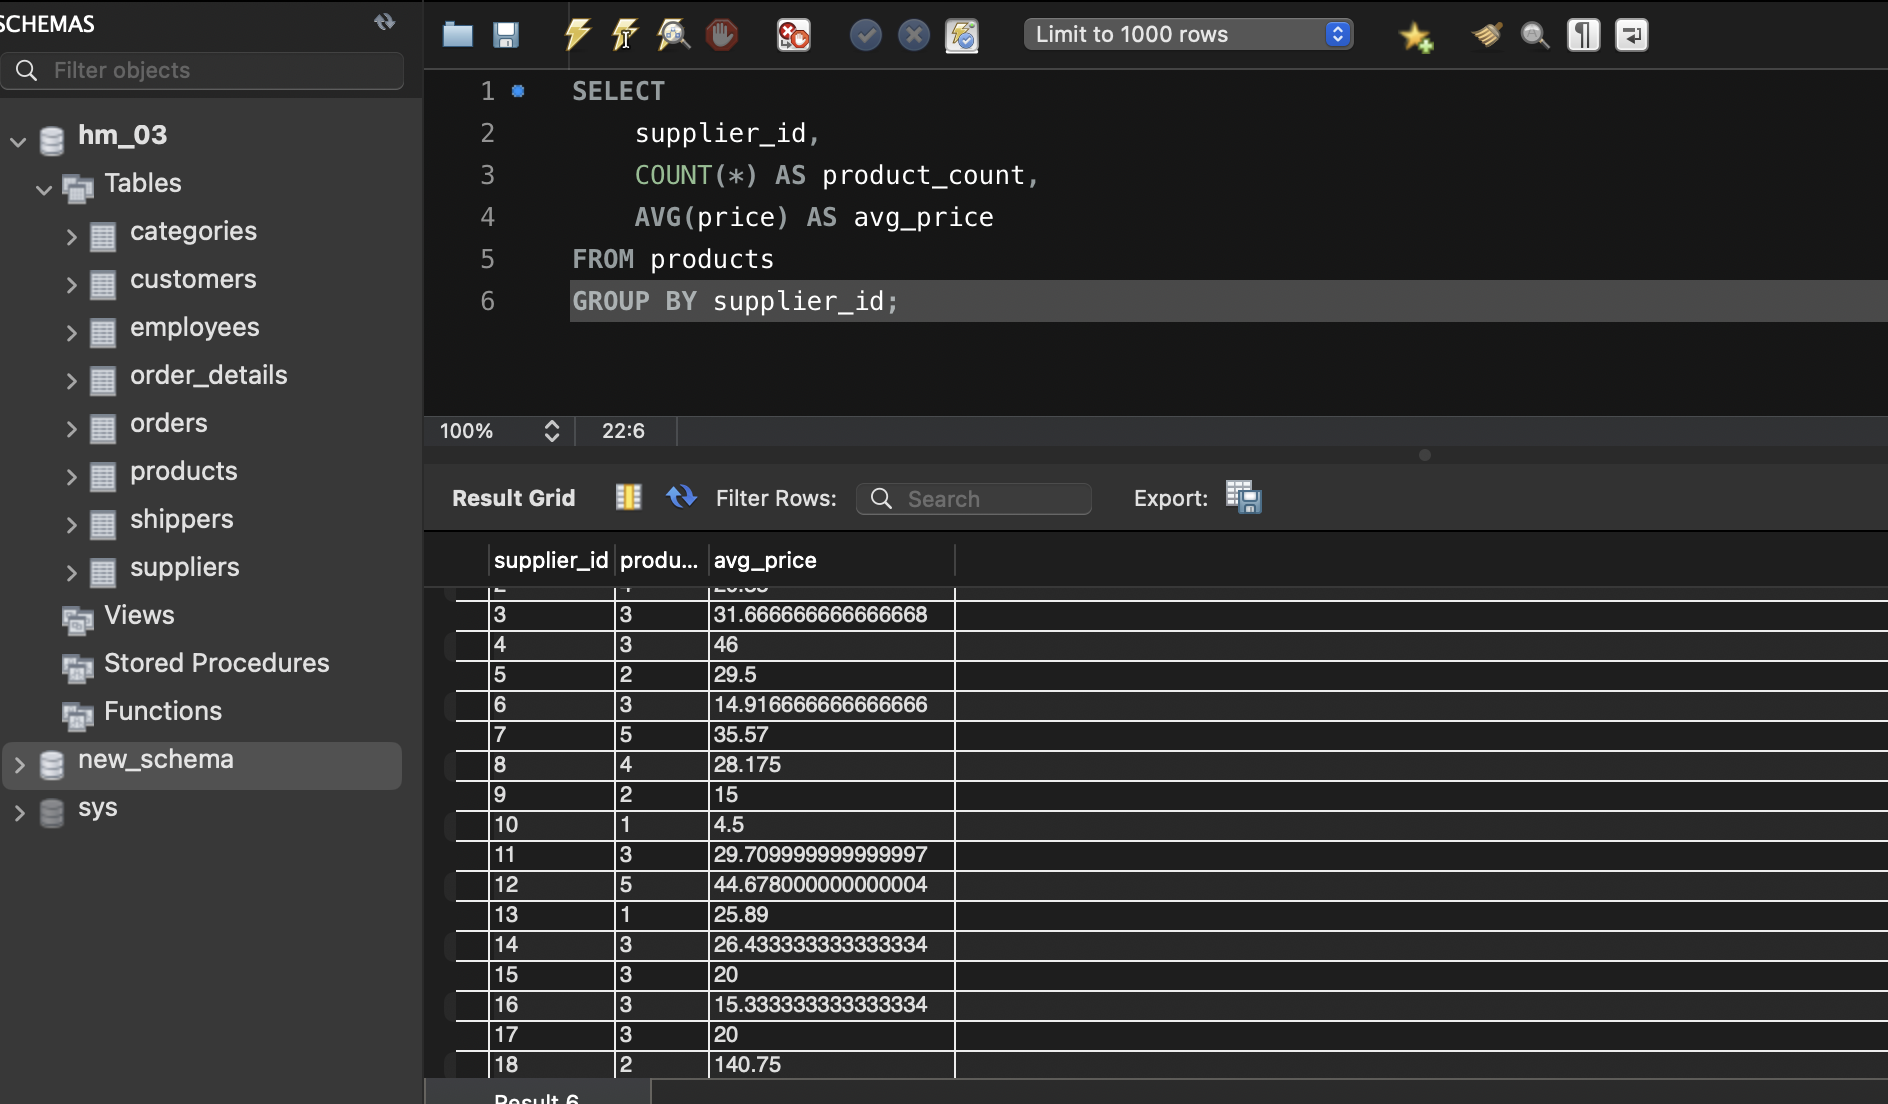 SCHEMAS
Filter objects
hm_03
Tables
categories
customers
employees
order_details
orders
products
shippers
suppliers
Views
Stored Procedures
Functions
new_schema
sys
Limit to 1000 rows
1 SELECT
2 supplier_id,
3 COUNT(*) AS product_count,
4 AVG(price) AS avg_price
5 FROM products
6 GROUP BY supplier_id;
100% 22:6
Result Grid Filter Rows: Search Export:
supplier_id produ... avg_price
3 3 31.666666666666668
4 3 46
5 2 29.5
6 3 14.916666666666666
7 5 35.57
8 4 28.175
9 2 15
10 1 4.5
11 3 29.709999999999997
12 5 44.678000000000004
13 1 25.89
14 3 26.433333333333334
15 3 20
16 3 15.333333333333334
17 3 20
18 2 140.75
Result 6